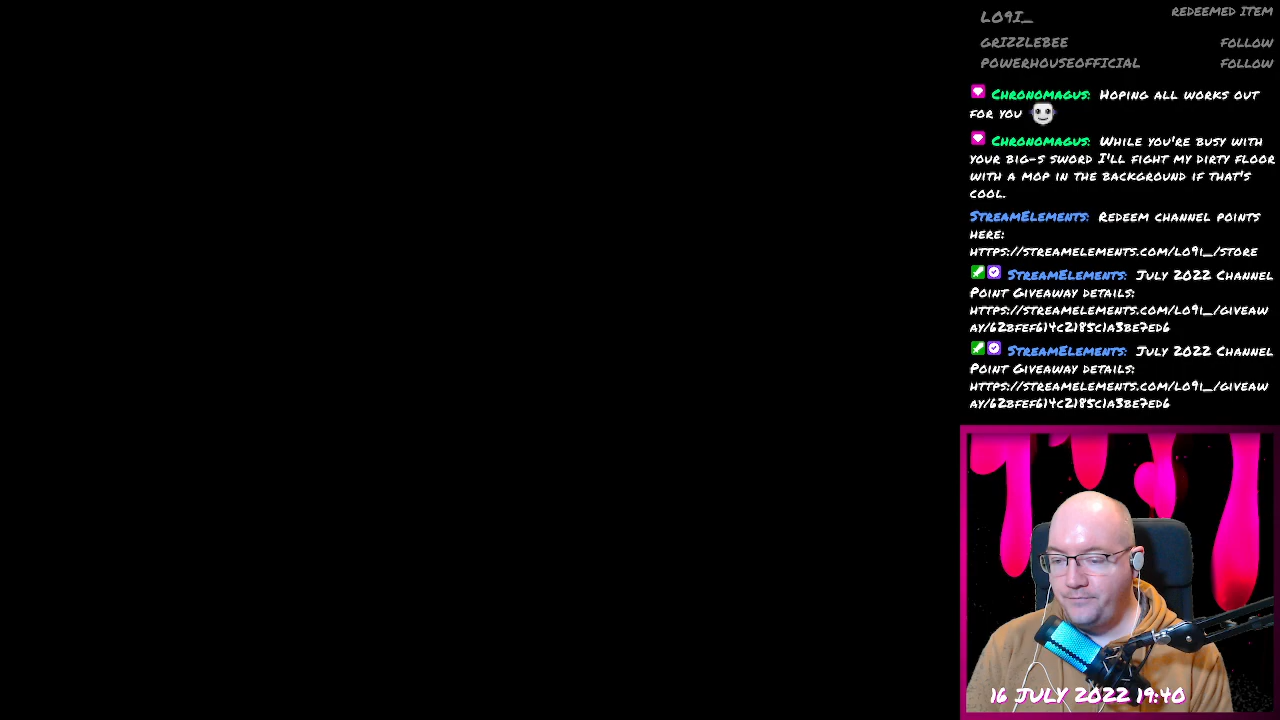 LO9I_ REDEEMED ITEM
GRIZZLEBEE FOLLOW
POWERHOUSEOFFICIAL FOLLOW
CHRONOMAGUS: HOPING ALL WORKS OUT
FOR YOU
CHRONOMAGUS: WHILE YOU'RE BUSY WITH
YOUR BIG-S SWORD I'LL FIGHT MY DIRTY FLOOR
WITH A MOP IN THE BACKGROUND IF THAT'S
COOL.
STREAMELEMENTS: REDEEM CHANNEL POINTS
HERE:
HTTPS://STREAMELEMENTS.COM/LO9I_/STORE
STREAMELEMENTS: JULY 2022 CHANNEL
POINT GIVEAWAY DETAILS:
HTTPS://STREAMELEMENTS.COM/LO9I_/GIVEAW
AY/62BFEF614C2185C1A3BE7ED6
STREAMELEMENTS: JULY 2022 CHANNEL
POINT GIVEAWAY DETAILS:
HTTPS://STREAMELEMENTS.COM/LO9I_/GIVEAW
AY/62BFEF614C2185C1A3BE7ED6
16 JULY 2022 19:40